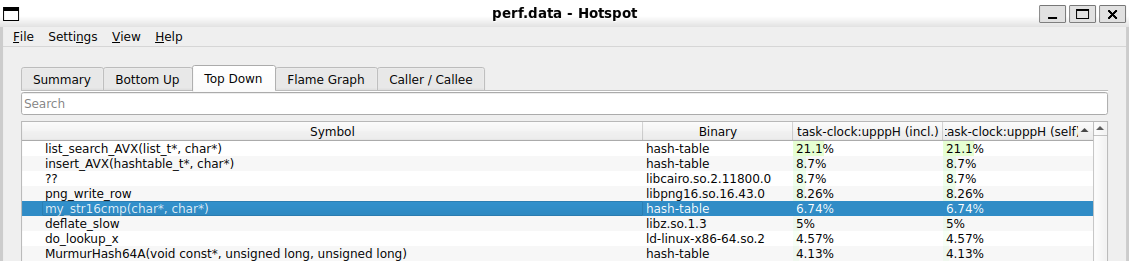 perf.data - Hotspot
File Settings View Help
Summary Bottom Up Top Down Flame Graph Caller / Callee
Search
Symbol Binary task-clock:upppH (incl.) :ask-clock:upppH (self)
list_search_AVX(list_t*, char*) hash-table 21.1% 21.1%
insert_AVX(hashtable_t*, char*) hash-table 8.7% 8.7%
?? libcairo.so.2.11800.0 8.7% 8.7%
png_write_row libpng16.so.16.43.0 8.26% 8.26%
my_str16cmp(char*, char*) hash-table 6.74% 6.74%
deflate_slow libz.so.1.3 5% 5%
do_lookup_x ld-linux-x86-64.so.2 4.57% 4.57%
MurmurHash64A(void const*, unsigned long, unsigned long) hash-table 4.13% 4.13%